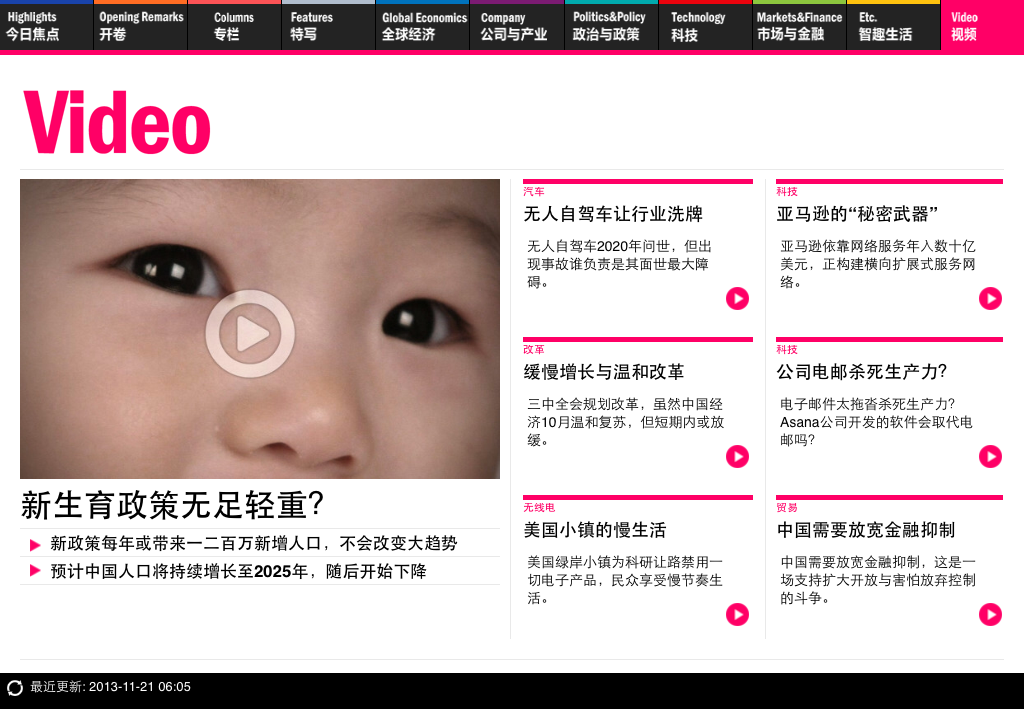 Highlights
今日焦点
Opening Remarks
开卷
Columns
专栏
Features
特写
Global Economics
全球经济
Company
公司与产业
Politics&Policy
政治与政策
Technology
科技
Markets&Finance
市场与金融
Etc.
智趣生活
Video
视频
Video
新生育政策无足轻重?
新政策每年或带来一二百万新增人口，不会改变大趋势
预计中国人口将持续增长至2025年，随后开始下降
汽车
无人自驾车让行业洗牌
无人自驾车2020年问世，但出
现事故谁负责是其面世最大障
碍。
改革
缓慢增长与温和改革
三中全会规划改革，虽然中国经
济10月温和复苏，但短期内或放
缓。
无线电
美国小镇的慢生活
美国绿岸小镇为科研让路禁用一
切电子产品，民众享受慢节奏生
活。
科技
亚马逊的“秘密武器”
亚马逊依靠网络服务年入数十亿
美元，正构建横向扩展式服务网
络。
科技
公司电邮杀死生产力?
电子邮件太拖沓杀死生产力?
Asana公司开发的软件会取代电
邮吗?
贸易
中国需要放宽金融抑制
中国需要放宽金融抑制，这是一
场支持扩大开放与害怕放弃控制
的斗争。
最近更新: 2013-11-21 06:05